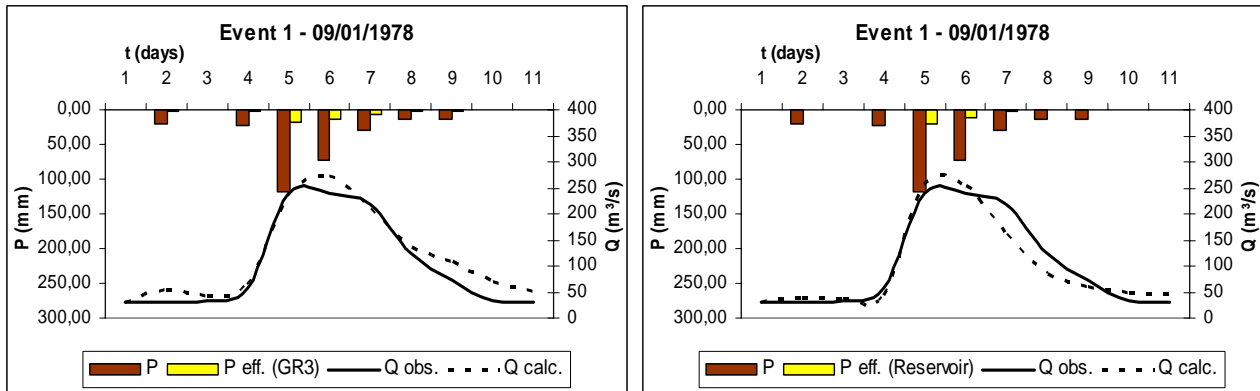 Event 1 - 09/01/1978
t (days)
1 2 3 4 5 6 7 8 9 10 11
0,00
50,00
100,00
150,00
200,00
250,00
300,00
P (mm)
400
350
300
250
200
150
100
50
0
Q (m³/s)
P P eff. (GR3) Q obs. Q calc.
Event 1 - 09/01/1978
t (days)
1 2 3 4 5 6 7 8 9 10 11
0,00
50,00
100,00
150,00
200,00
250,00
300,00
P (mm)
400
350
300
250
200
150
100
50
0
Q (m³/s)
P P eff. (Reservoir) Q obs. Q calc.